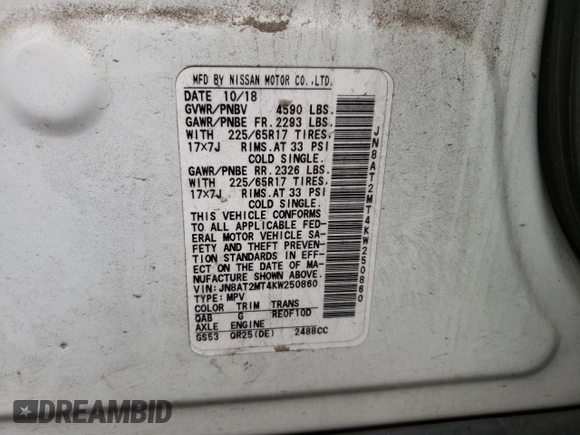 MFD BY NISSAN MOTOR CO.,LTD.
DATE 10/18
GVWR/PNBV 4590 LBS.
GAWR/PNBE FR. 2293 LBS.
WITH 225/65R17 TIRES.
17X7J RIMS.AT 33 PSI
COLD SINGLE.
GAWR/PNBE RR. 2326 LBS.
WITH 225/65R17 TIRES.
17X7J RIMS.AT 33 PSI
COLD SINGLE.
THIS VEHICLE CONFORMS
TO ALL APPLICABLE FED-
ERAL MOTOR VEHICLE SA-
FETY AND THEFT PREVEN-
TION STANDARDS IN EFF-
ECT ON THE DATE OF MA-
NUFACTURE SHOWN ABOVE.
VIN:JN8AT2MT4KW250860
TYPE:MPV
COLOR TRIM TRANS
QAB G RE0F10D
AXLE ENGINE
GS53 QR25(DE) 2488CC
JN8AT2MT4KW250860
DREAMBID